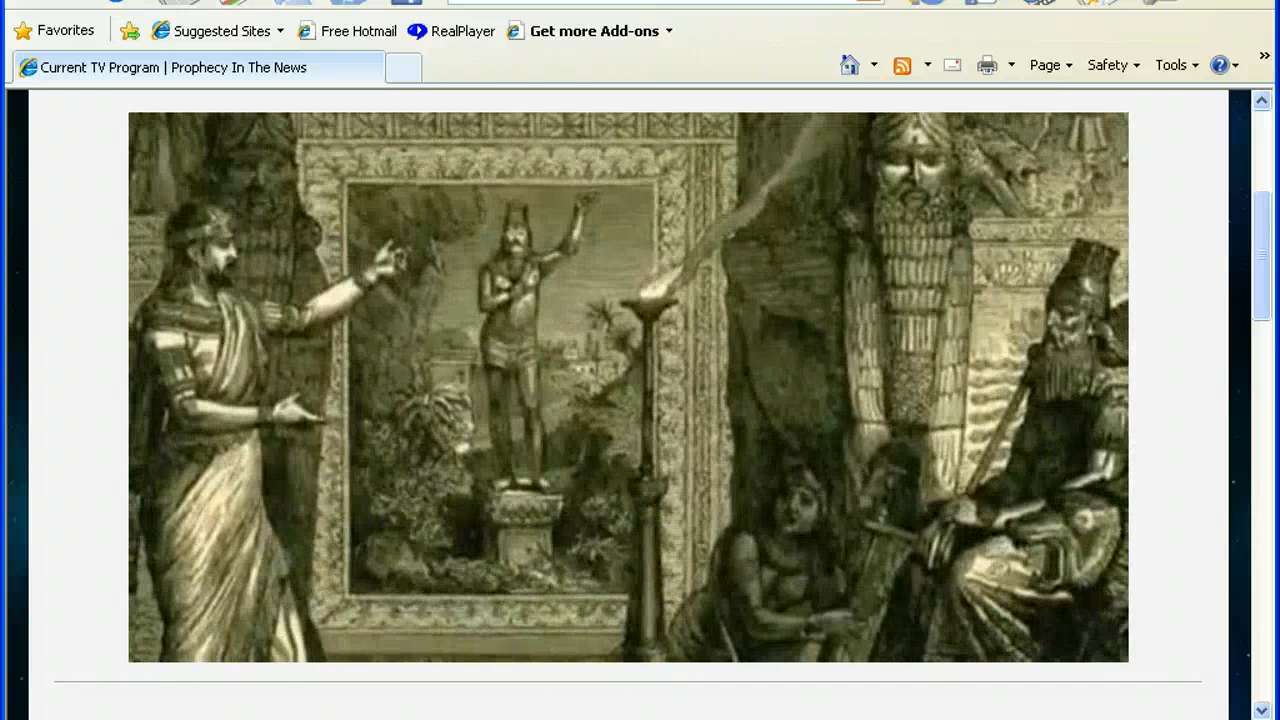 Favorites Suggested Sites Free Hotmail RealPlayer Get more Add-ons
Current TV Program | Prophecy In The News Page Safety Tools